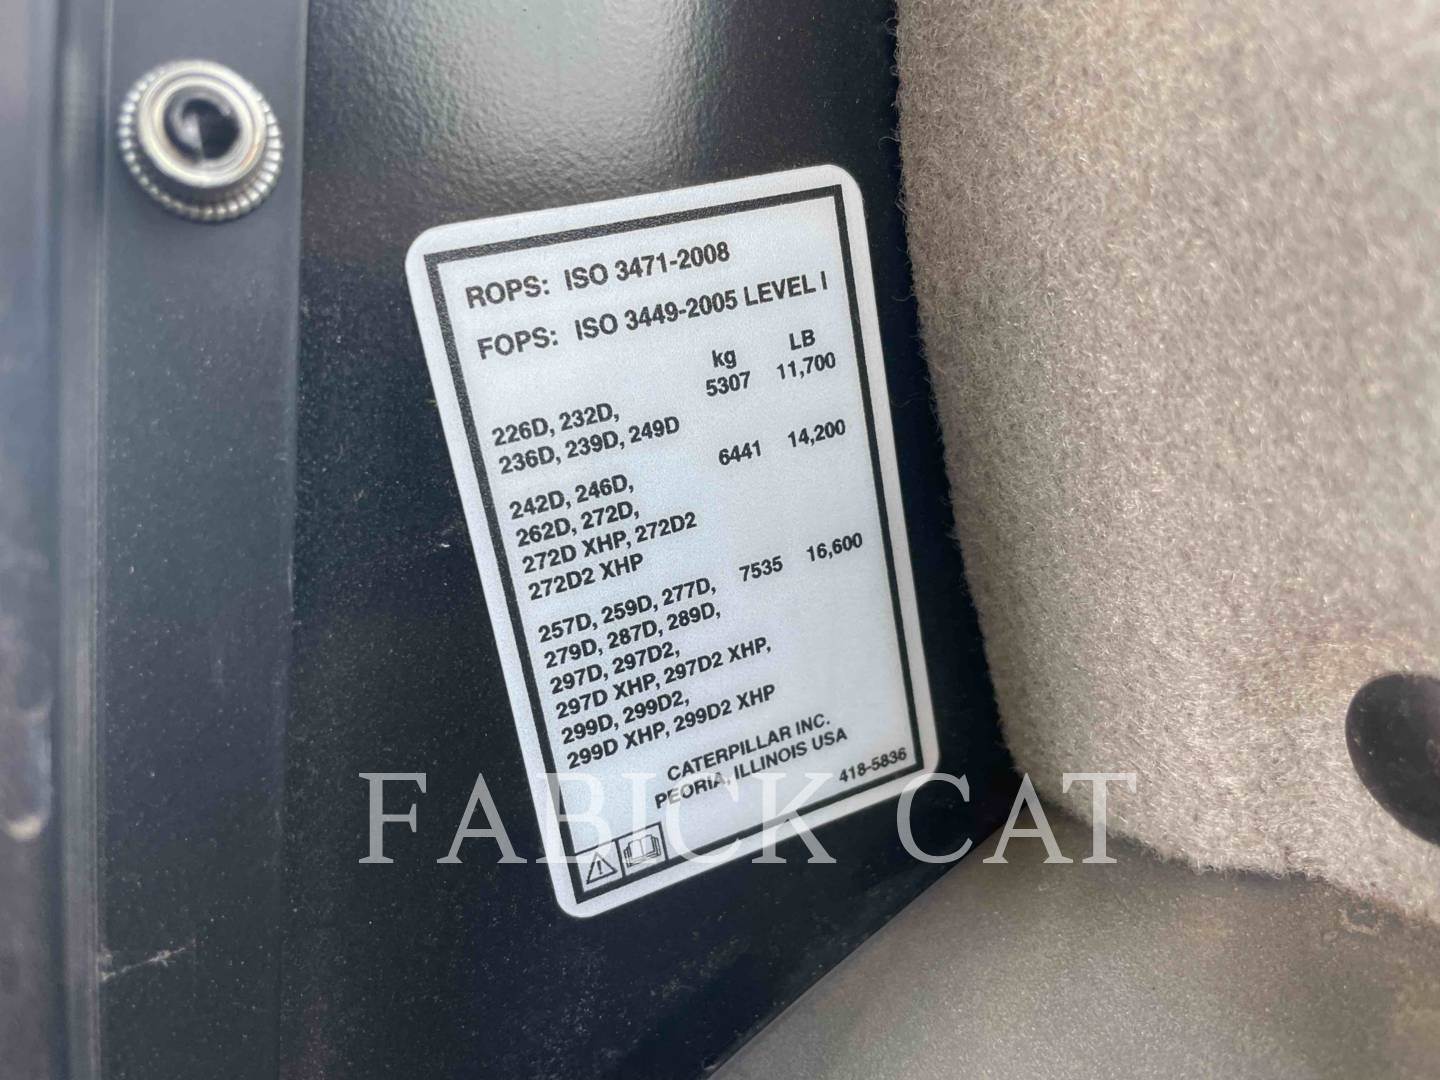 ROPS: ISO 3471-2008
FOPS: ISO 3449-2005 LEVEL I
kg LB
5307 11,700
226D, 232D,
236D, 239D, 249D
6441 14,200
242D, 246D,
262D, 272D,
272D XHP, 272D2
272D2 XHP
7535 16,600
257D, 259D, 277D,
279D, 287D, 289D,
297D, 297D2,
297D XHP, 297D2 XHP,
299D, 299D2,
299D XHP, 299D2 XHP
CATERPILLAR INC.
PEORIA, ILLINOIS USA
418-5836
FABICK CAT